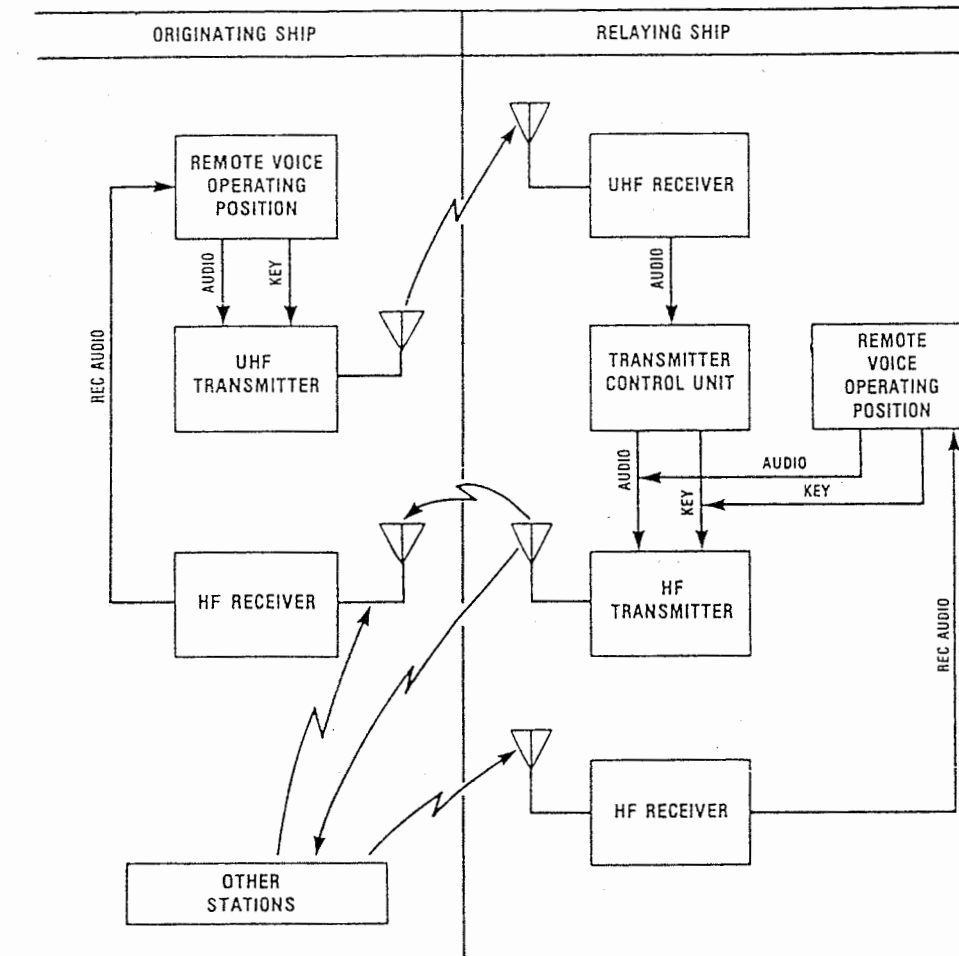 ORIGINATING SHIP
RELAYING SHIP
REMOTE VOICE
OPERATING
POSITION
UHF RECEIVER
AUDIO
KEY
AUDIO
REC AUDIO
UHF
TRANSMITTER
TRANSMITTER
CONTROL UNIT
REMOTE
VOICE
OPERATING
POSITION
AUDIO
KEY
AUDIO
KEY
HF RECEIVER
HF
TRANSMITTER
REC AUDIO
HF RECEIVER
OTHER
STATIONS